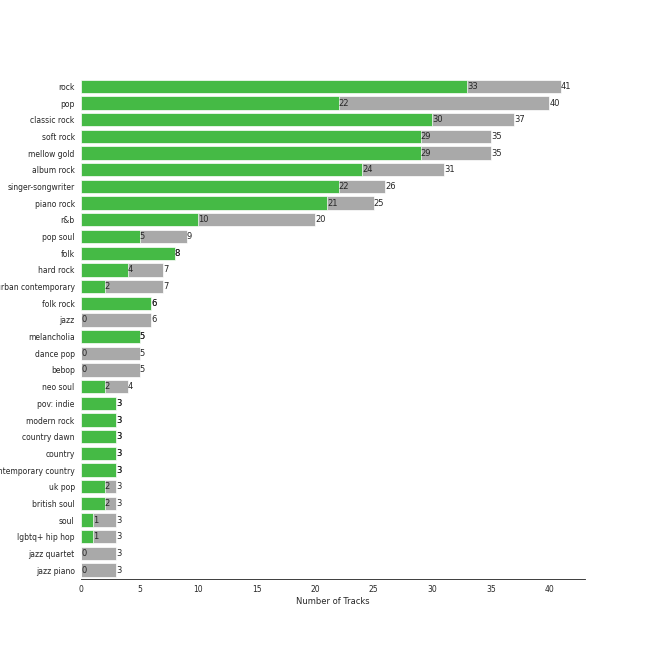 rock 33 41
pop 22 40
classic rock 30 37
soft rock 29 35
mellow gold 29 35
album rock 24 31
singer-songwriter 22 26
piano rock 21 25
r&b 10 20
pop soul 5 9
folk 8
hard rock 4 7
rban contemporary 2 7
folk rock 6
jazz 0 6
melancholia 5
dance pop 0 5
bebop 0 5
neo soul 2 4
pov: indie 3
modern rock 3
country dawn 3
country 3
ntemporary country 3
uk pop 2 3
british soul 2 3
soul 1 3
lgbtq+ hip hop 1 3
jazz quartet 0 3
jazz piano 0 3
0 5 10 15 20 25 30 35 40
Number of Tracks